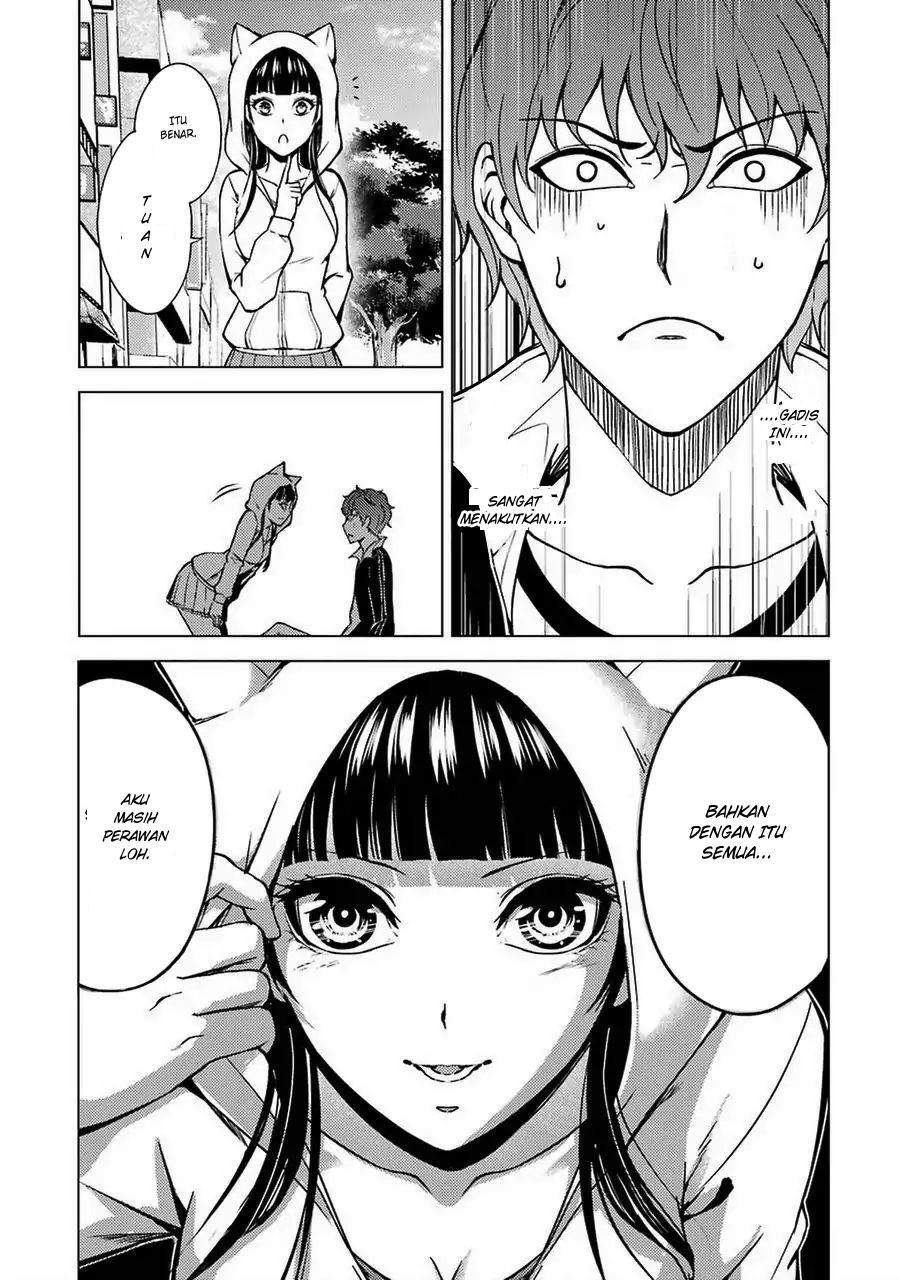 ....GADIS
INI....
SANGAT
MENAKUTKAN....
ITU
BENAR.
T
U
A
N
BAHKAN
DENGAN ITU
SEMUA...
AKU
MASIH
PERAWAN
LOH.